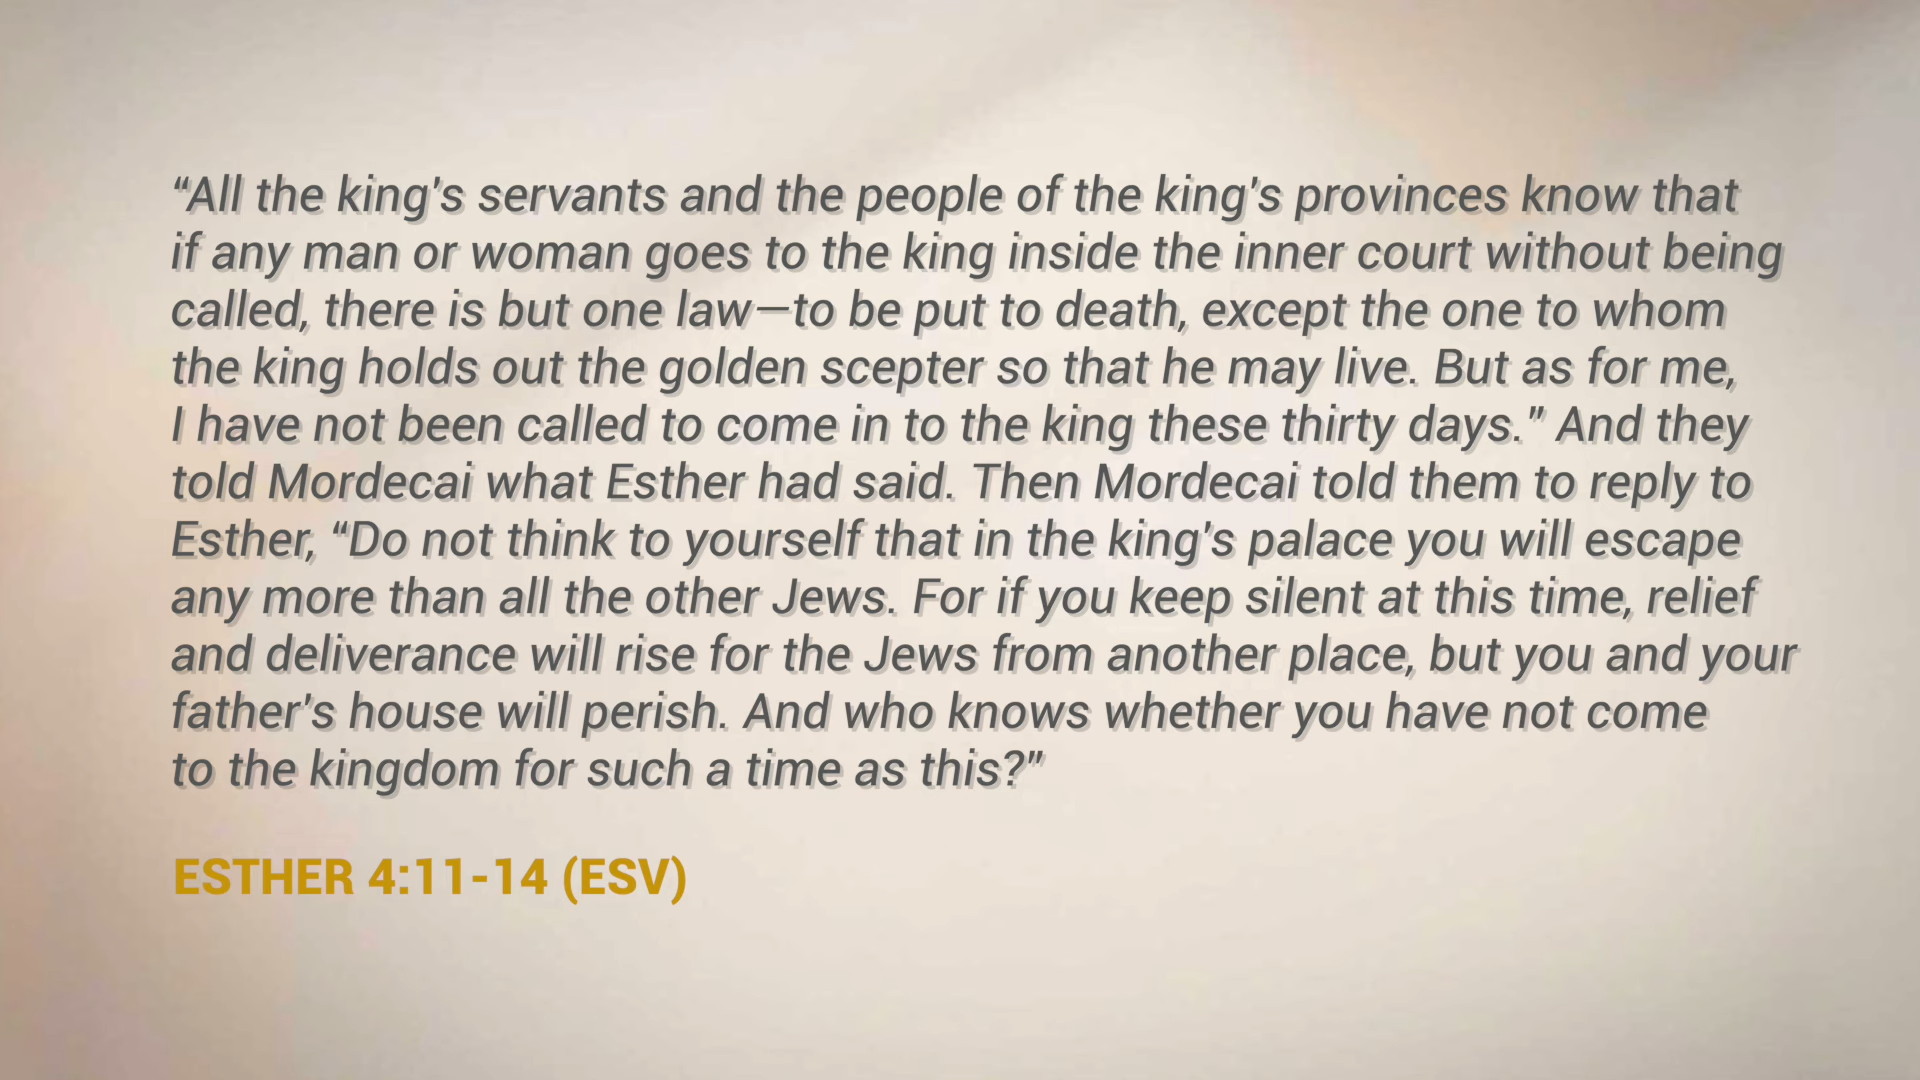 “All the king's servants and the people of the king's provinces know that
if any man or woman goes to the king inside the inner court without being
called, there is but one law—to be put to death, except the one to whom
the king holds out the golden scepter so that he may live. But as for me,
I have not been called to come in to the king these thirty days.” And they
told Mordecai what Esther had said. Then Mordecai told them to reply to
Esther, “Do not think to yourself that in the king's palace you will escape
any more than all the other Jews. For if you keep silent at this time, relief
and deliverance will rise for the Jews from another place, but you and your
father's house will perish. And who knows whether you have not come
to the kingdom for such a time as this?”
ESTHER 4:11-14 (ESV)